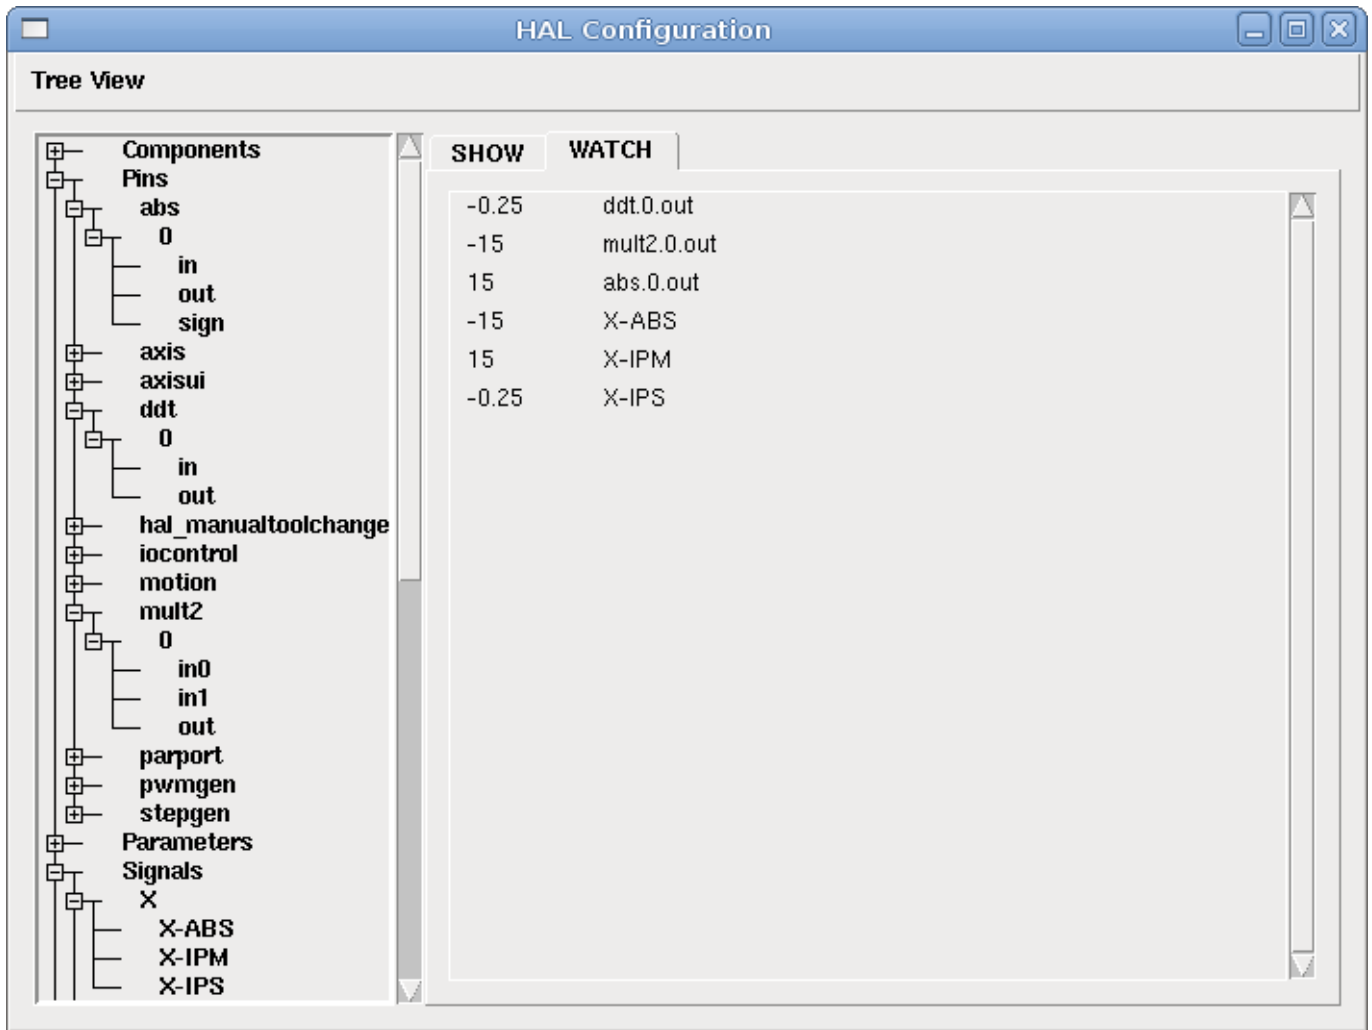 HAL Configuration
Tree View
Components
Pins
abs
0
in
out
sign
axis
axisui
ddt
0
in
out
hal_manualtoolchange
iocontrol
motion
mult2
0
in0
in1
out
parport
pwmgen
stepgen
Parameters
Signals
X
X-ABS
X-IPM
X-IPS
SHOW WATCH
-0.25 ddt.0.out
-15 mult2.0.out
15 abs.0.out
-15 X-ABS
15 X-IPM
-0.25 X-IPS